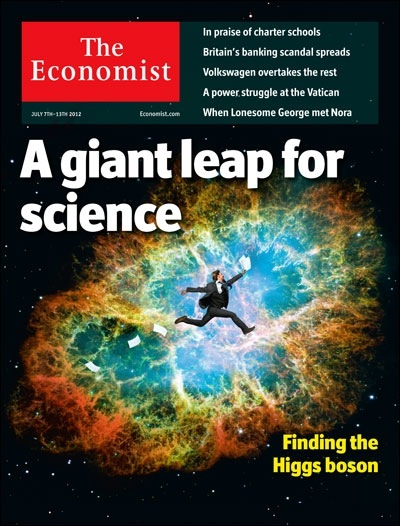 The
Economist
In praise of charter schools
Britain's banking scandal spreads
Volkswagen overtakes the rest
A power struggle at the Vatican
When Lonesome George met Nora
JULY 7TH–13TH 2012
Economist.com
A giant leap for
science
Finding the
Higgs boson